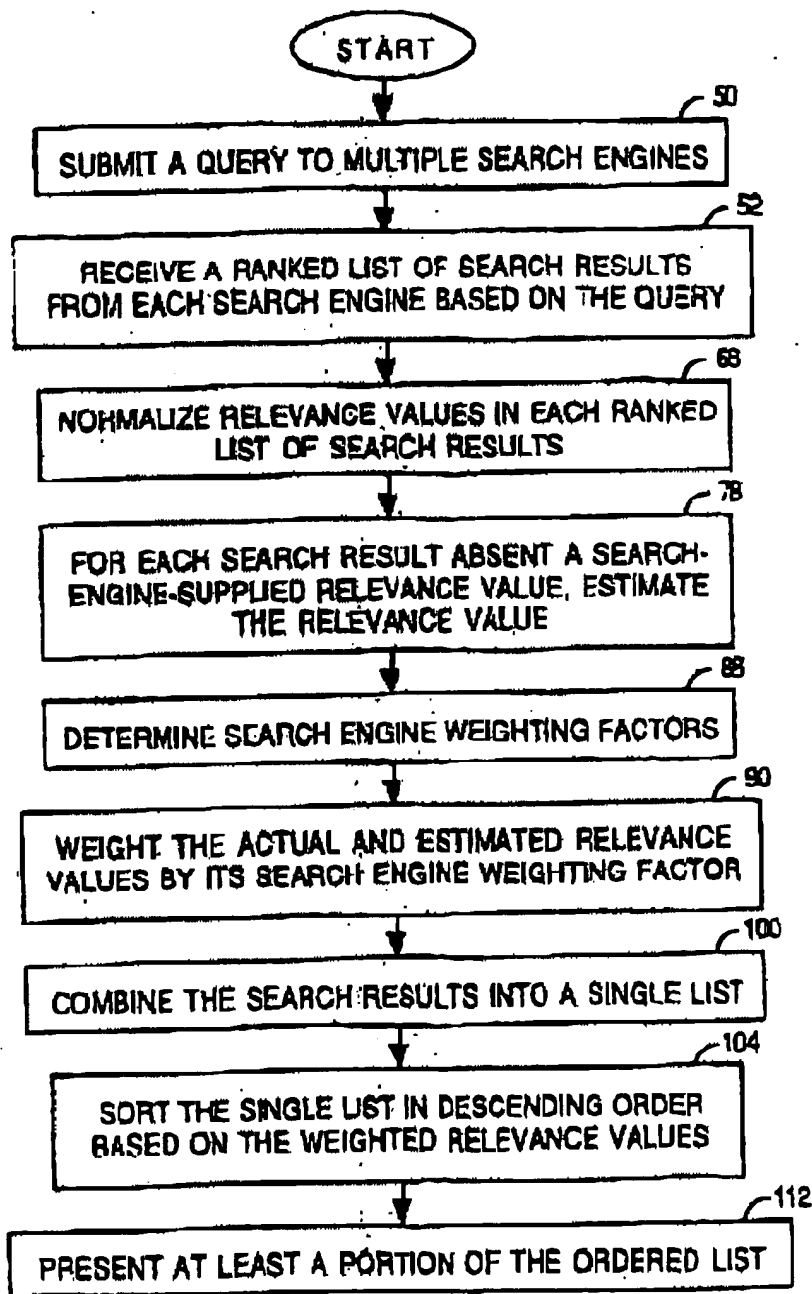 START
50
SUBMIT A QUERY TO MULTIPLE SEARCH ENGINES
52
RECEIVE A RANKED LIST OF SEARCH RESULTS
FROM EACH SEARCH ENGINE BASED ON THE QUERY
68
NORMALIZE RELEVANCE VALUES IN EACH RANKED
LIST OF SEARCH RESULTS
78
FOR EACH SEARCH RESULT ABSENT A SEARCH-
ENGINE-SUPPLIED RELEVANCE VALUE, ESTIMATE
THE RELEVANCE VALUE
88
DETERMINE SEARCH ENGINE WEIGHTING FACTORS
90
WEIGHT THE ACTUAL AND ESTIMATED RELEVANCE
VALUES BY ITS SEARCH ENGINE WEIGHTING FACTOR
100
COMBINE THE SEARCH RESULTS INTO A SINGLE LIST
104
SORT THE SINGLE LIST IN DESCENDING ORDER
BASED ON THE WEIGHTED RELEVANCE VALUES
112
PRESENT AT LEAST A PORTION OF THE ORDERED LIST